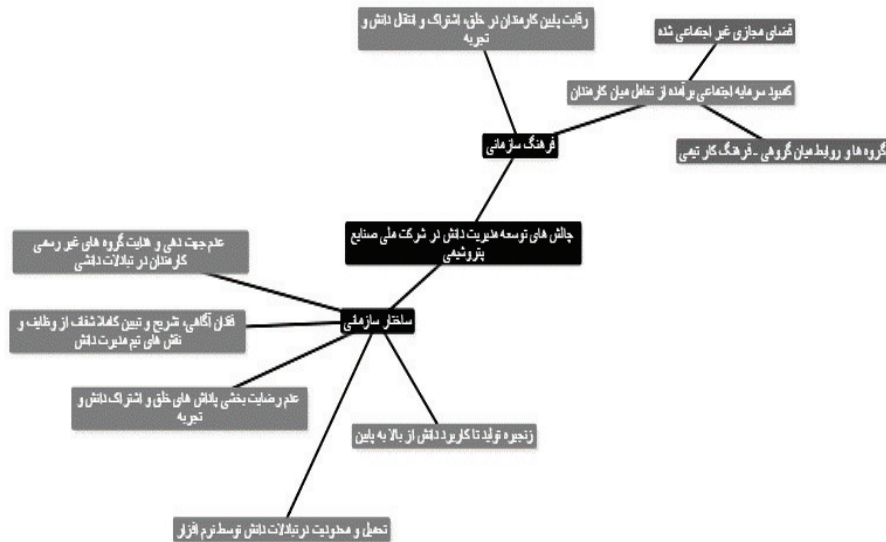 رقابت پایین کارمندان در خلق، اشتراک و انتقال دانش و
تجربه
فضای مجازی غیر اجتماعی شده
کمبود سرمایه اجتماعی برآمده از تعامل میان کارمندان
فرهنگ سازمانی
گروه ها و روابط میان گروهی - فرهنگ کار تیمی
چالش های توسعه مدیریت دانش در شرکت ملی صنایع
پتروشیمی
عدم جهت دهی و هدایت گروه های غیر رسمی
کارمندان در تبادلات دانشی
ساختار سازمانی
فقدان آگاهی، تشریح و تبیین کاملا شفاف از وظایف و
نقش های تیم مدیریت دانش
عدم رضایت بخشی پاداش های خلق و اشتراک دانش و
تجربه
زنجیره تولید تا کاربرد دانش از بالا به پایین
تحمیل و محدودیت در تبادلات دانش توسط نرم افزار